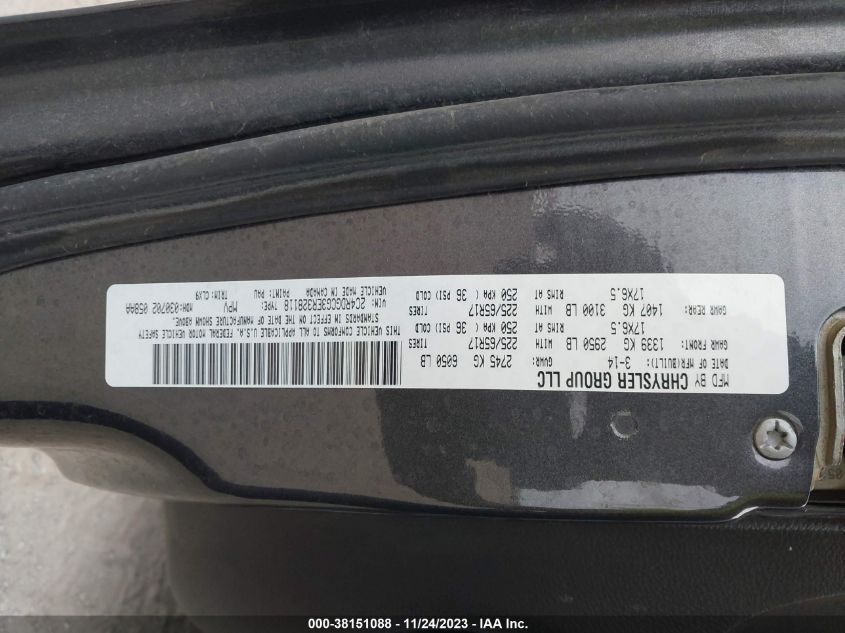 MFD BY CHRYSLER GROUP LLC
DATE OF MFR(BUILT): 3-14 GVWR: 2745 KG 6050 LB
GAWR FRONT: 1339 KG 2950 LB WITH 225/65R17 TIRES
17X6.5 RIMS AT 250 KPA ( 36 PSI) COLD
GAWR REAR: 1407 KG 3100 LB WITH 225/65R17 TIRES
17X6.5 RIMS AT 250 KPA ( 36 PSI) COLD
THIS VEHICLE CONFORMS TO ALL APPLICABLE U.S.A. FEDERAL MOTOR VEHICLE SAFETY
STANDARDS IN EFFECT ON THE DATE OF MANUFACTURE SHOWN ABOVE
VIN: 2C4RDGCG3ER328118 TYPE: MPV MDH:030702 058AA
VEHICLE MADE IN CANADA PAINT: PAU TRIM:CLX9
000-38151088 - 11/24/2023 - IAA Inc.